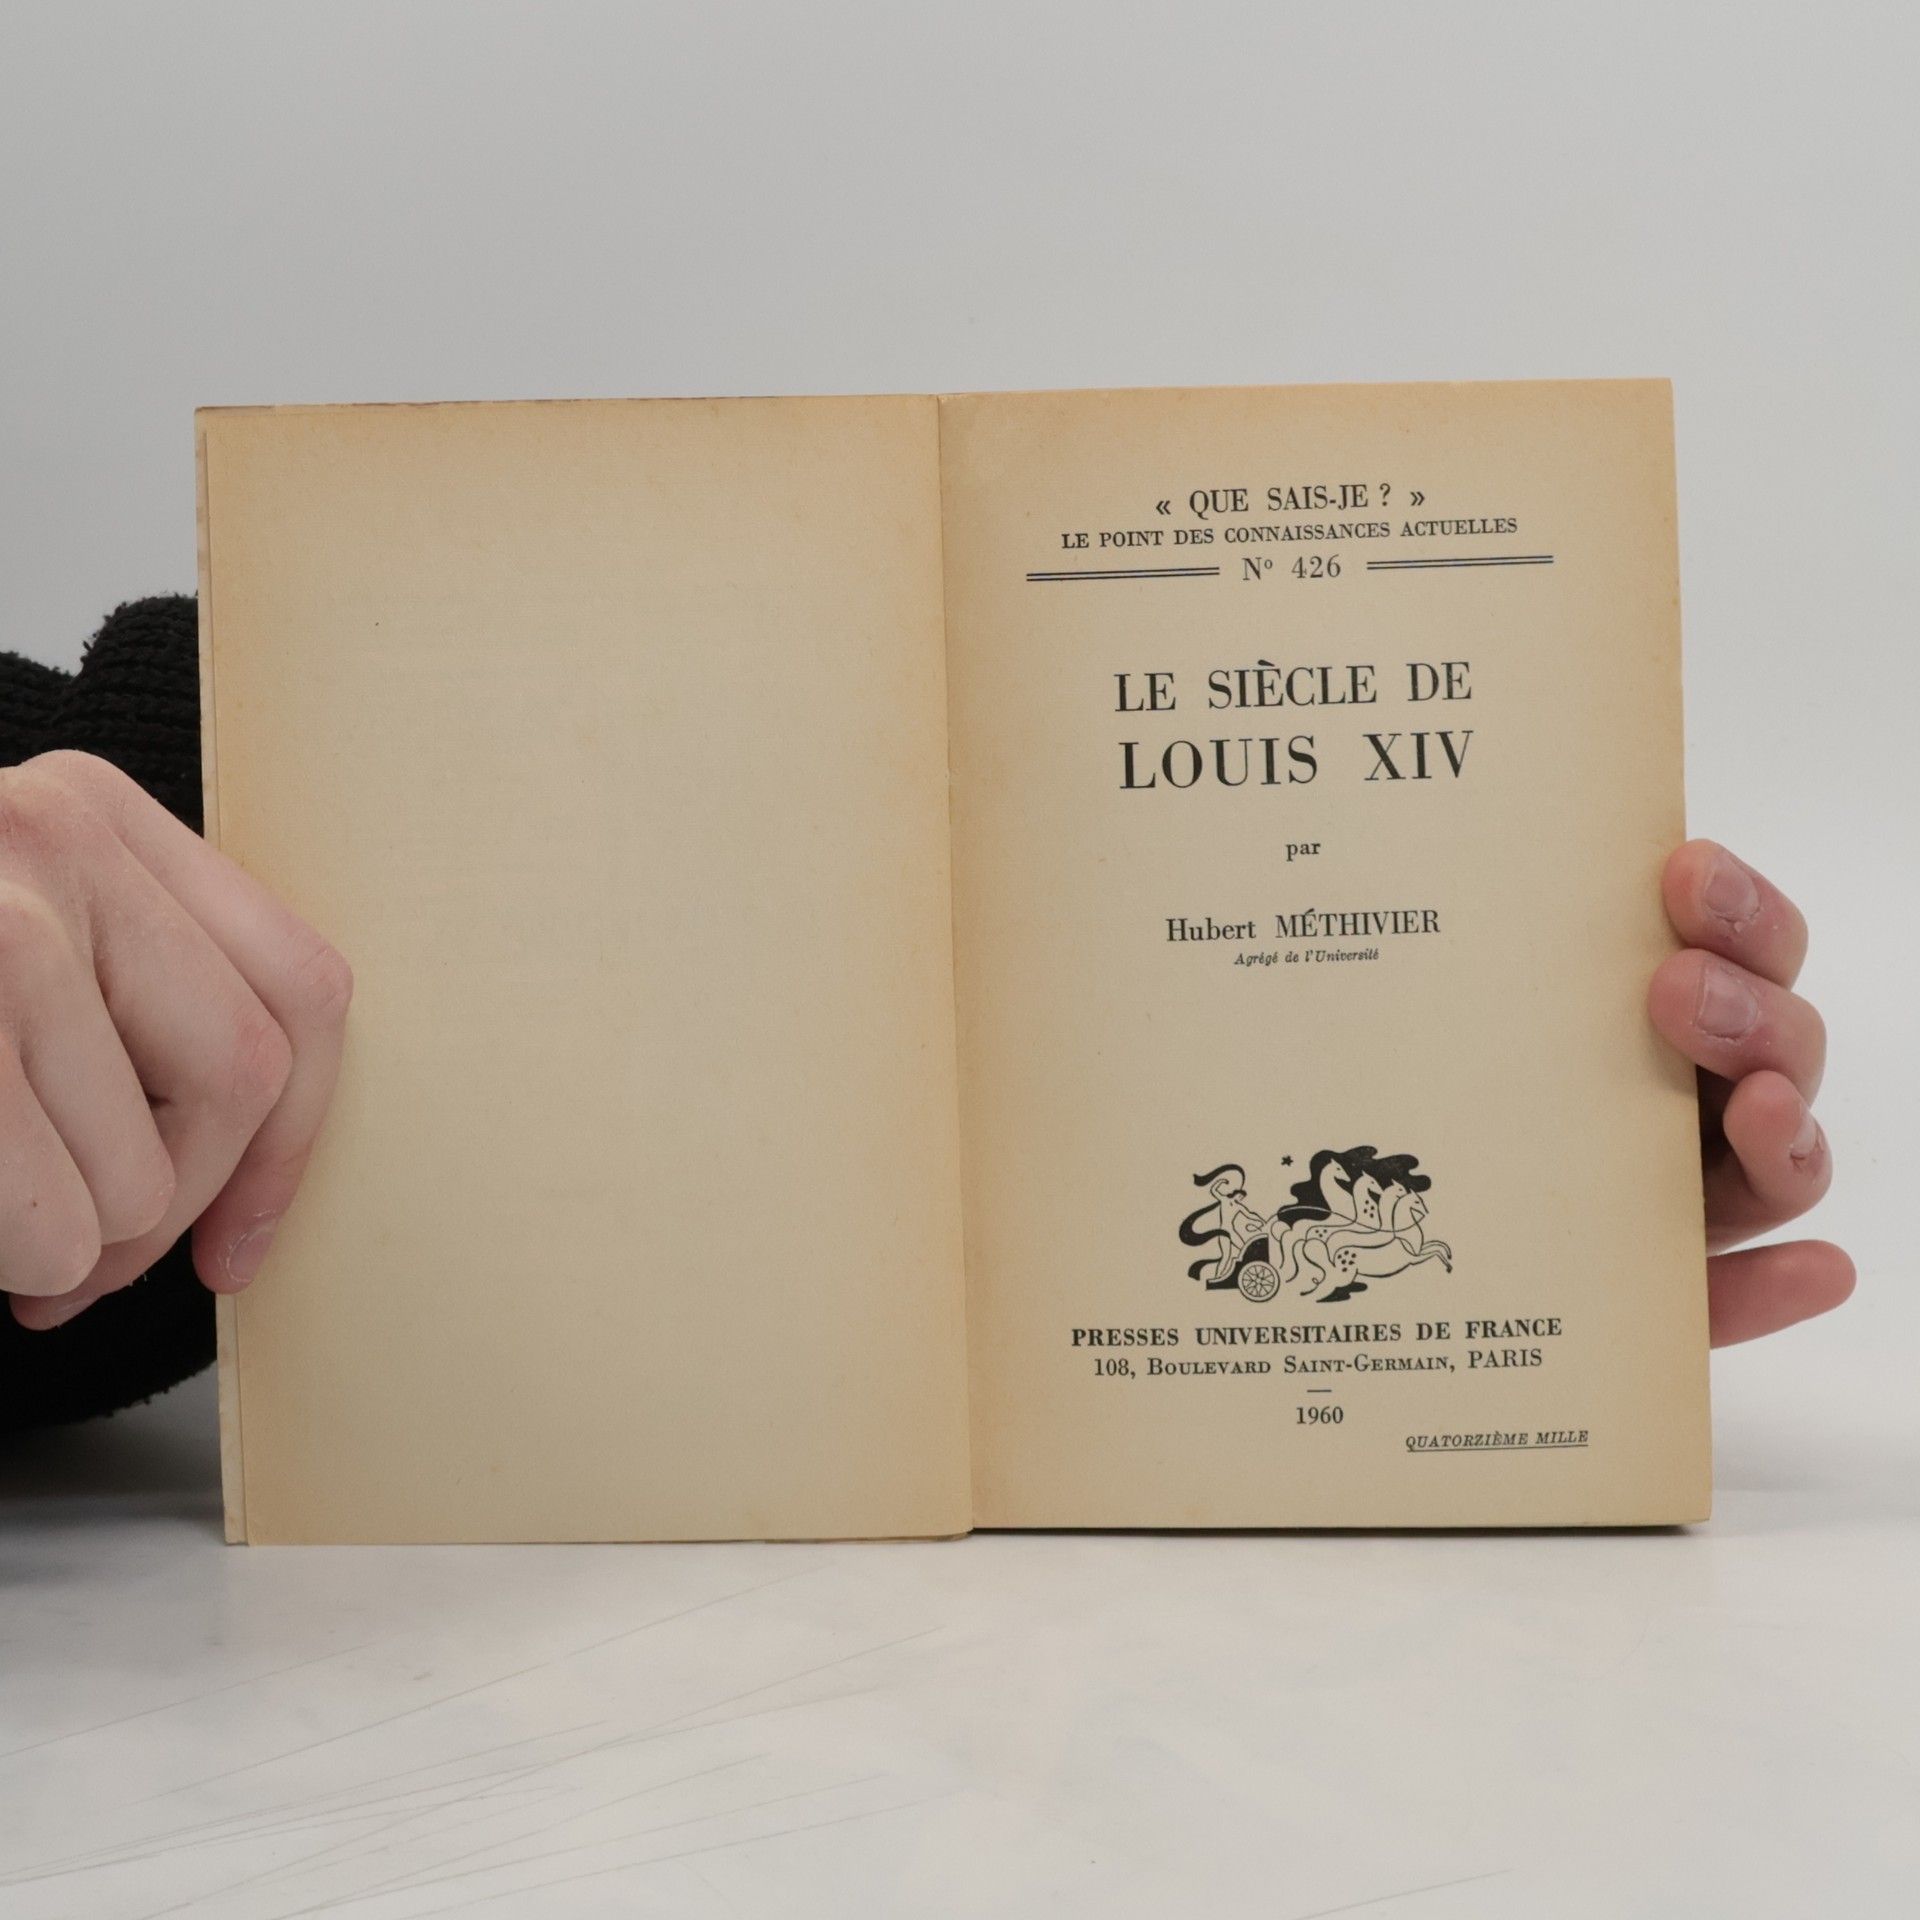 « QUE SAIS-JE ? »
LE POINT DES CONNAISSANCES ACTUELLES
Nº 426
LE SIÈCLE DE
LOUIS XIV
par
Hubert MÉTHIVIER
Agrégé de l'Université
PRESSES UNIVERSITAIRES DE FRANCE
108, BOULEVARD SAINT-GERMAIN, PARIS
—
1960
QUATORZIÈME MILLE